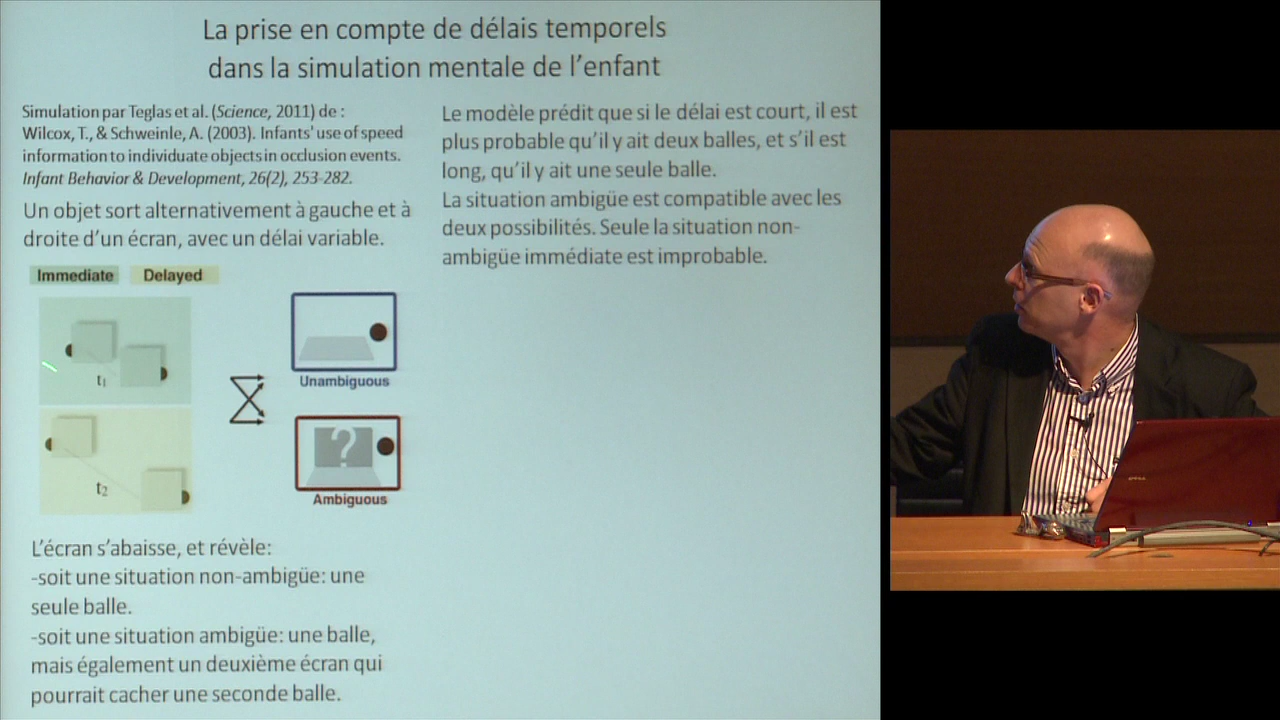 La prise en compte de délais temporels
dans la simulation mentale de l'enfant
Simulation par Teglas et al. (Science, 2011) de :
Wilcox, T., & Schweinle, A. (2003). Infants' use of speed
information to individuate objects in occlusion events.
Infant Behavior & Development, 26(2), 253-282.
Un objet sort alternativement à gauche et à
droite d'un écran, avec un délai variable.
Immediate Delayed
t1
t2
Unambiguous
?
Ambiguous
L'écran s'abaisse, et révèle:
-soit une situation non-ambigüe: une
seule balle.
-soit une situation ambigüe: une balle,
mais également un deuxième écran qui
pourrait cacher une seconde balle.
Le modèle prédit que si le délai est court, il est
plus probable qu'il y ait deux balles, et s'il est
long, qu'il y ait une seule balle.
La situation ambigüe est compatible avec les
deux possibilités. Seule la situation non-
ambigüe immédiate est improbable.